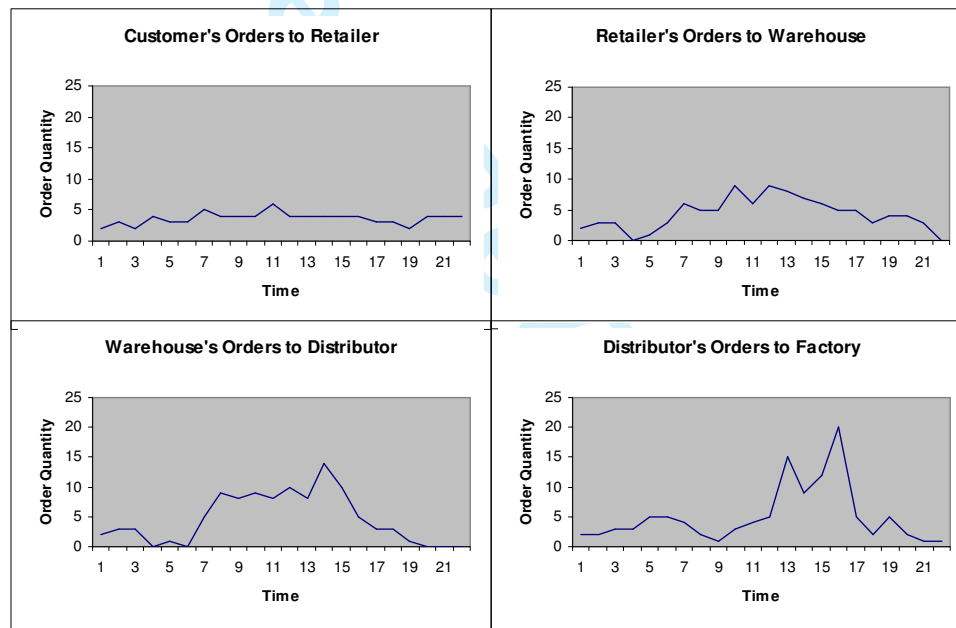 Customer's Orders to Retailer
25
20
15
10
5
0
Order Quantity
1 3 5 7 9 11 13 15 17 19 21
Time
Retailer's Orders to Warehouse
25
20
15
10
5
0
Order Quantity
1 3 5 7 9 11 13 15 17 19 21
Time
Warehouse's Orders to Distributor
25
20
15
10
5
0
Order Quantity
1 3 5 7 9 11 13 15 17 19 21
Time
Distributor's Orders to Factory
25
20
15
10
5
0
Order Quantity
1 3 5 7 9 11 13 15 17 19 21
Time